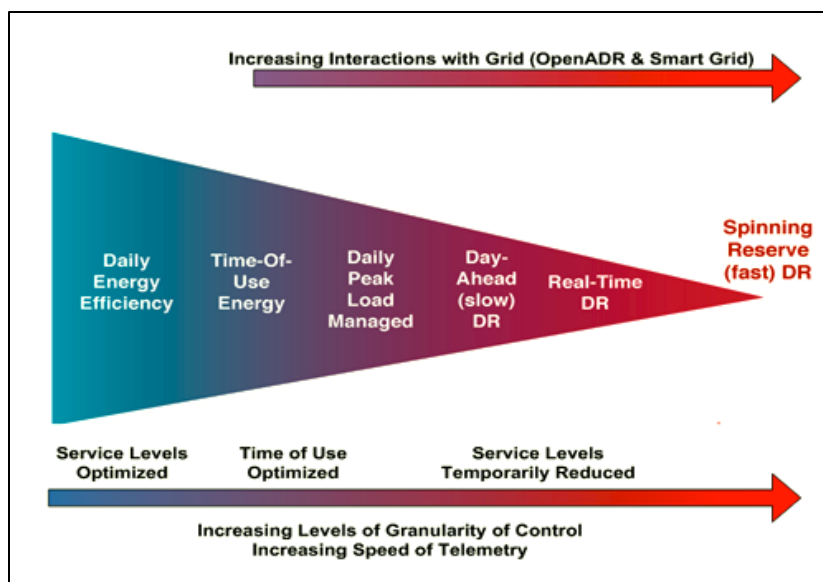 Increasing Interactions with Grid (OpenADR & Smart Grid)
Daily
Energy
Efficiency
Time-Of-
Use
Energy
Daily
Peak
Load
Managed
Day-
Ahead
(slow)
DR
Real-Time
DR
Spinning
Reserve
(fast) DR
Service Levels
Optimized
Time of Use
Optimized
Service Levels
Temporarily Reduced
Increasing Levels of Granularity of Control
Increasing Speed of Telemetry